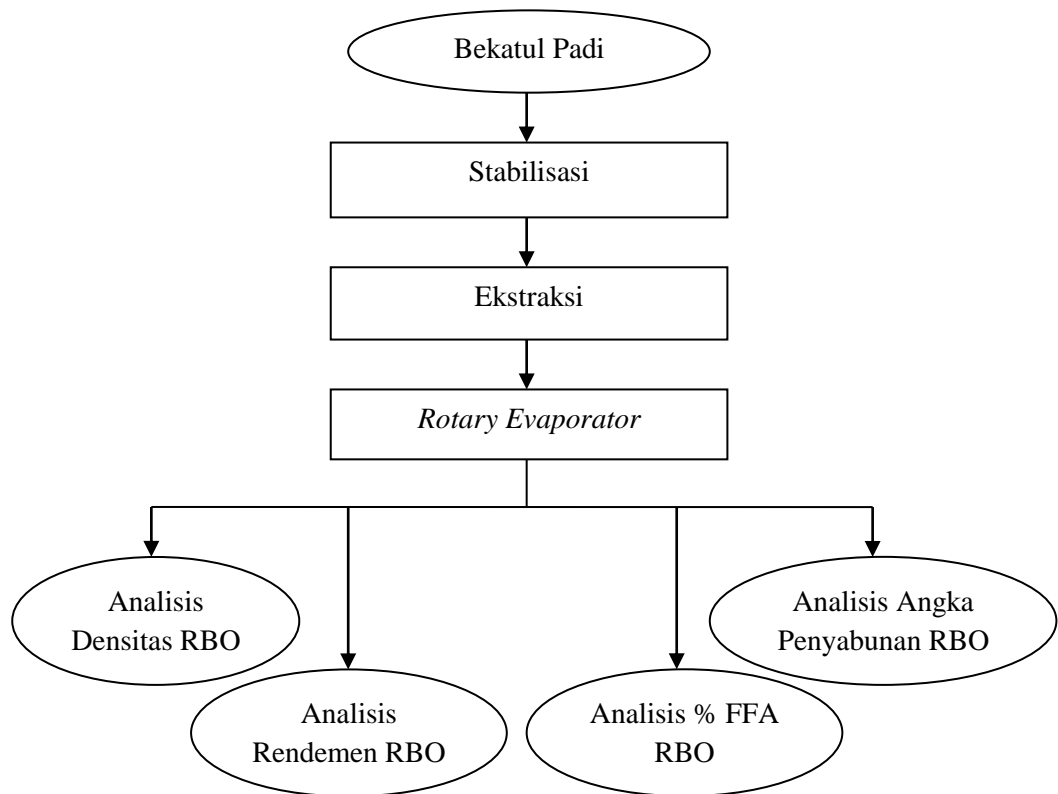 Bekatul Padi
Stabilisasi
Ekstraksi
Rotary Evaporator
Analisis
Densitas RBO
Analisis
Rendemen RBO
Analisis % FFA
RBO
Analisis Angka
Penyabunan RBO